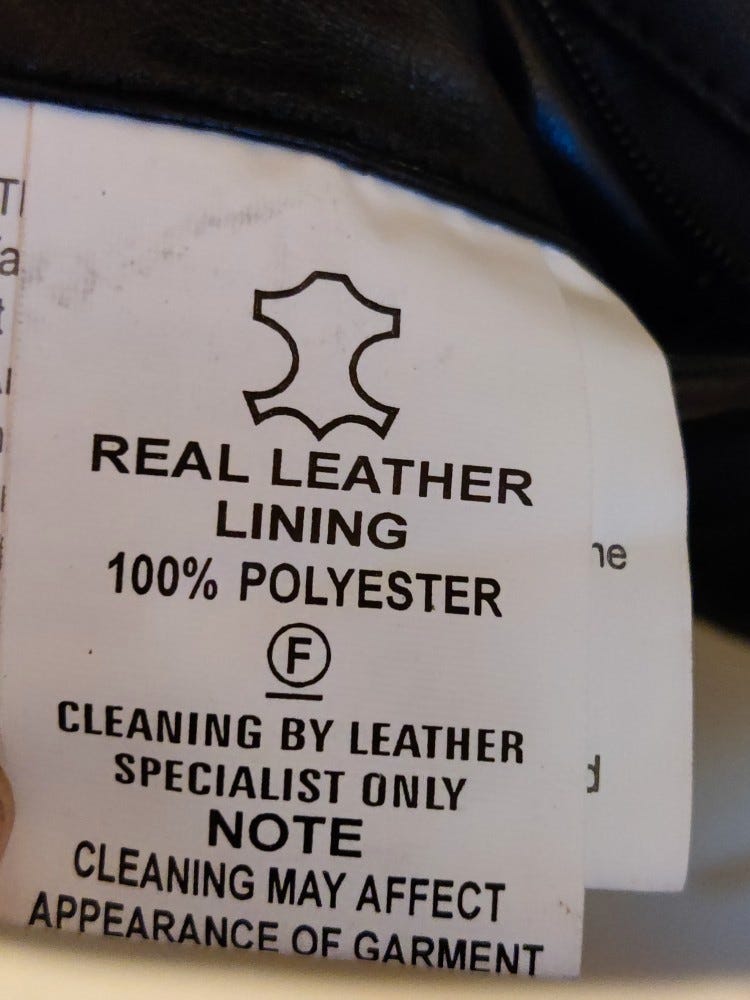 REAL LEATHER
LINING
100% POLYESTER
F
CLEANING BY LEATHER
SPECIALIST ONLY
NOTE
CLEANING MAY AFFECT
APPEARANCE OF GARMENT